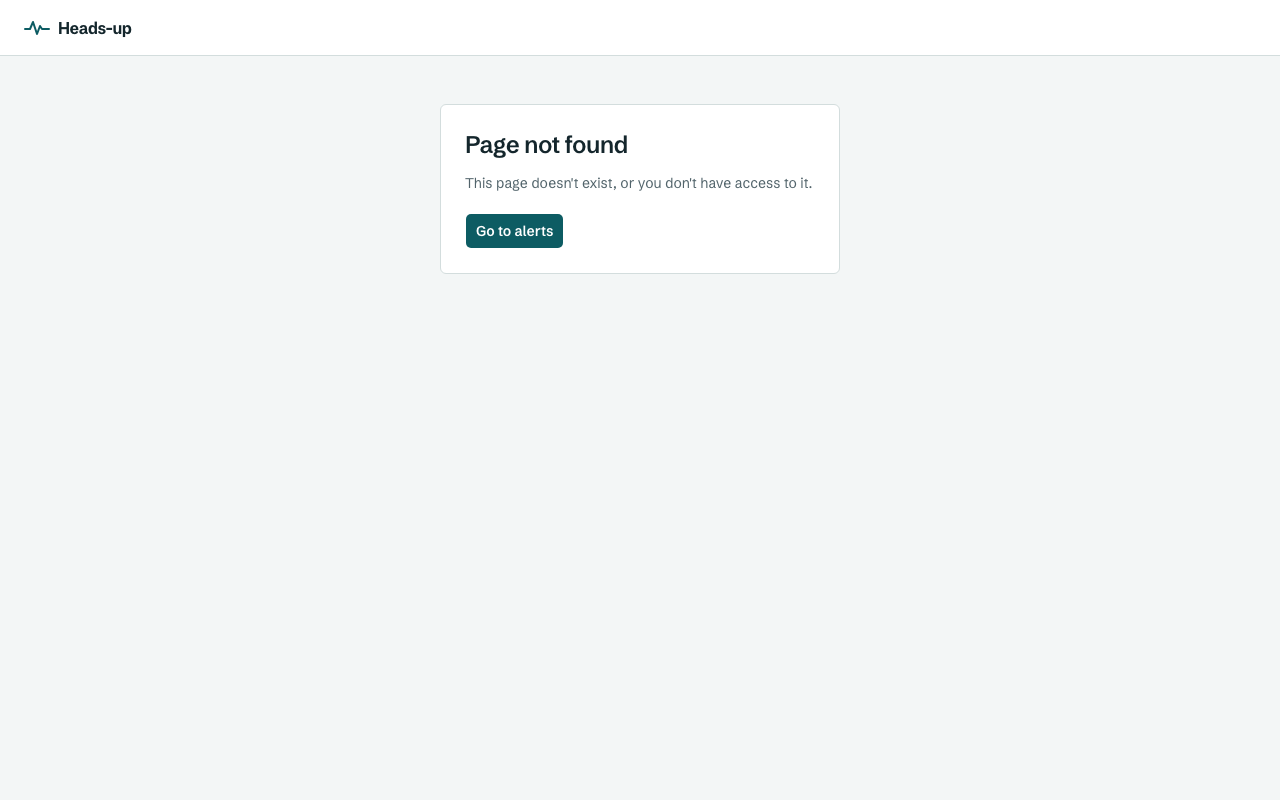 Heads-up
Page not found
This page doesn't exist, or you don't have access to it.
Go to alerts